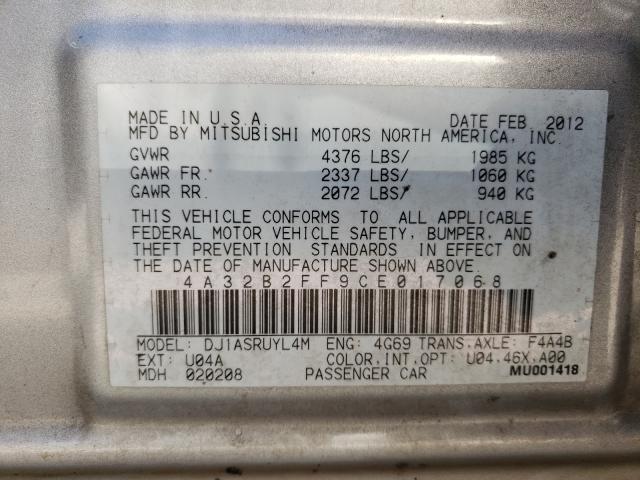 MADE IN U.S.A DATE FEB 2012
MFD BY MITSUBISHI MOTORS NORTH AMERICA, INC.
GVWR 4376 LBS/ 1985 KG
GAWR FR. 2337 LBS/ 1060 KG
GAWR RR. 2072 LBS/ 940 KG
THIS VEHICLE CONFORMS TO ALL APPLICABLE
FEDERAL MOTOR VEHICLE SAFETY, BUMPER, AND
THEFT PREVENTION STANDARDS IN EFFECT ON
THE DATE OF MANUFACTURE SHOWN ABOVE.
4A32B2FF9CE017068
MODEL: DJ1ASRUYL4M ENG: 4G69 TRANS.AXLE: F4A4B
EXT: U04A COLOR.INT.OPT: U04.46X.A00
MDH 020208 PASSENGER CAR MU001418